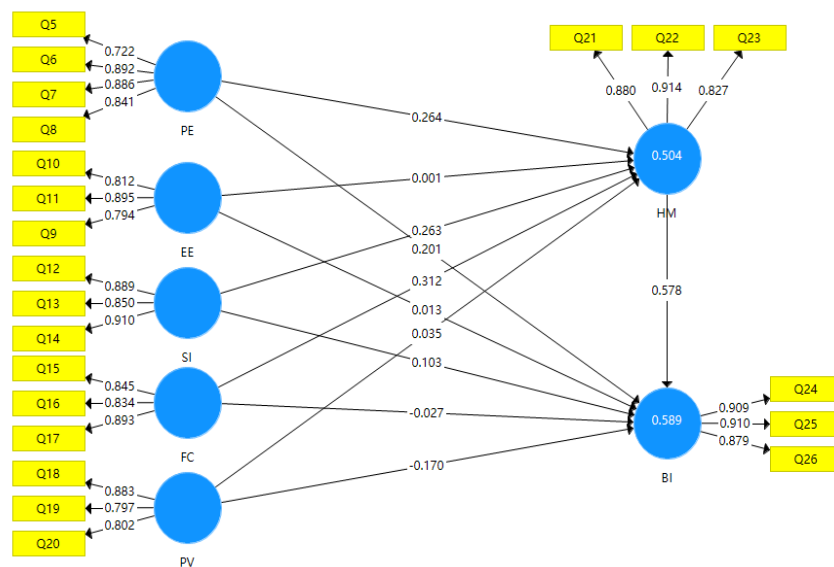 Q5
Q6
Q7
Q8
0.722
0.892
0.886
0.841
PE
Q10
Q11
Q9
0.812
0.895
0.794
EE
Q12
Q13
Q14
0.889
0.850
0.910
SI
Q15
Q16
Q17
0.845
0.834
0.893
FC
Q18
Q19
Q20
0.883
0.797
0.802
PV
0.264
0.001
0.263
0.201
0.312
0.013
0.035
0.103
-0.027
-0.170
Q21
Q22
Q23
0.880
0.914
0.827
0.504
HM
0.578
0.589
BI
0.909
0.910
0.879
Q24
Q25
Q26